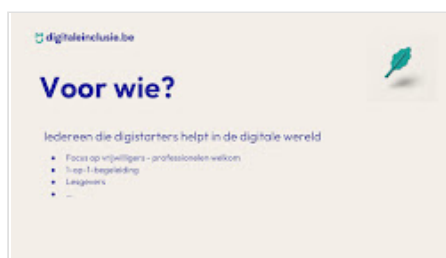 digitaleinclusie.be
Voor wie?
Iedereen die digistarters helpt in de digitale wereld
• Focus op vrijwilligers - professionelen welkom
• 1-op-1-begeleiding
• Lesgevers
• ...